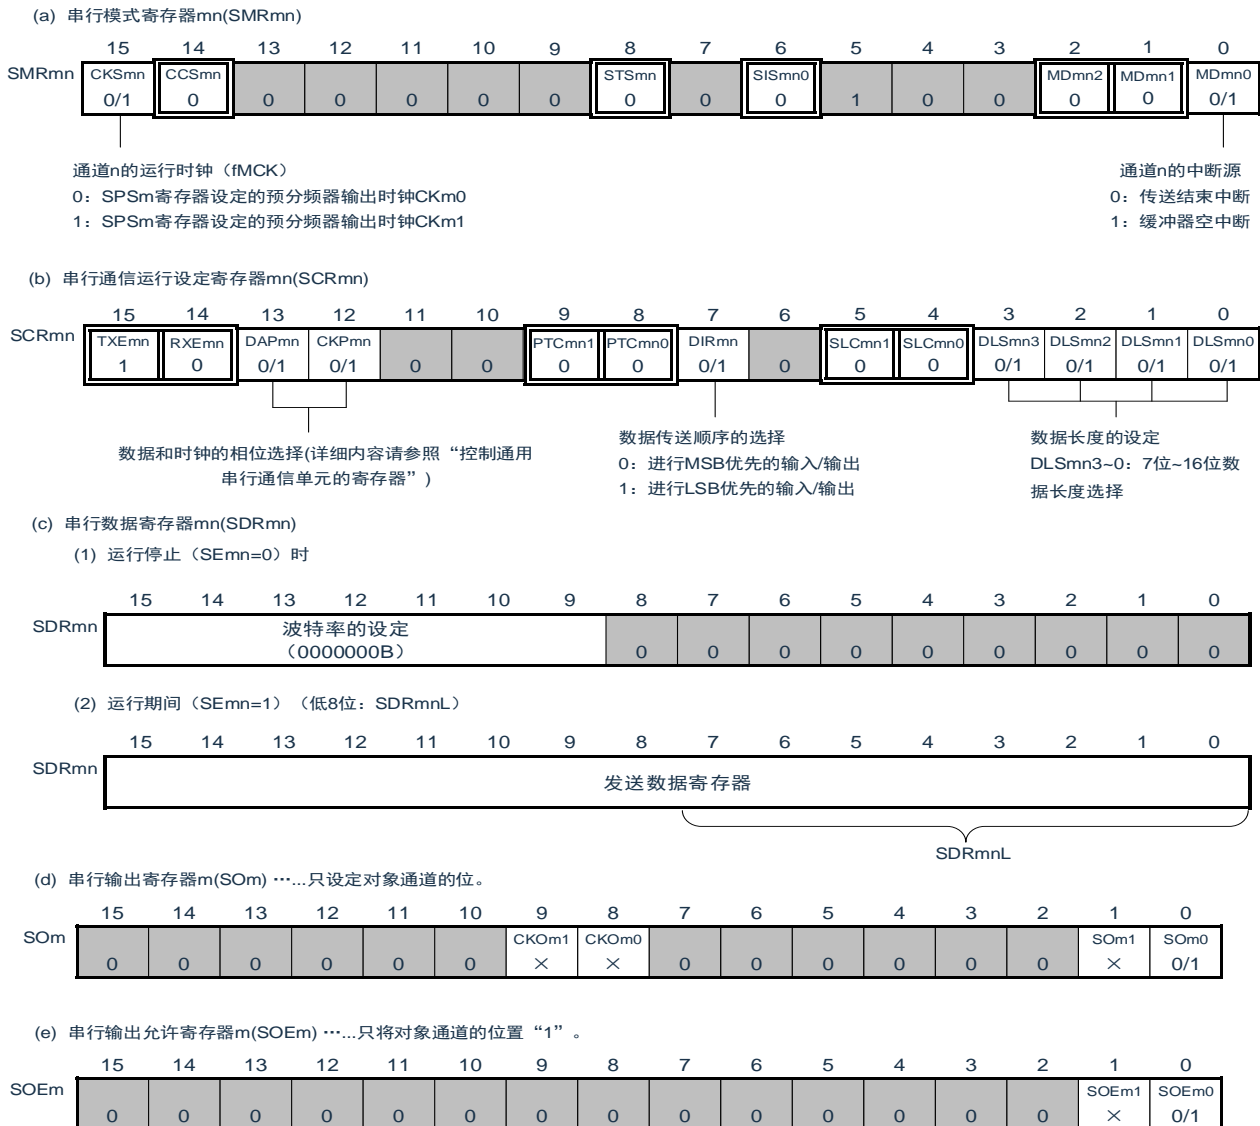 (a) 串行模式寄存器mn(SMRmn)
15 14 13 12 11 10 9 8 7 6 5 4 3 2 1 0
SMRmn CKSmn CCSmn STSmn SISmn0 MDmn2 MDmn1 MDmn0
0/1 0 0 0 0 0 0 0 0 0 1 0 0 0 0 0/1
通道n的运行时钟（fMCK） 通道n的中断源
0：SPSm寄存器设定的预分频器输出时钟CKm0 0：传送结束中断
1：SPSm寄存器设定的预分频器输出时钟CKm1 1：缓冲器空中断
(b) 串行通信运行设定寄存器mn(SCRmn)
15 14 13 12 11 10 9 8 7 6 5 4 3 2 1 0
SCRmn TXEmn RXEmn DAPmn CKPmn PTCmn1 PTCmn0 DIRmn SLCmn1 SLCmn0 DLSmn3 DLSmn2 DLSmn1 DLSmn0
1 0 0/1 0/1 0 0 0 0 0/1 0 0 0 0/1 0/1 0/1 0/1
数据和时钟的相位选择(详细内容请参照“控制通用
串行通信单元的寄存器”)
数据传送顺序的选择
0：进行MSB优先的输入/输出
1：进行LSB优先的输入/输出
数据长度的设定
DLSmn3~0：7位~16位数
据长度选择
(c) 串行数据寄存器mn(SDRmn)
(1) 运行停止（SEmn=0）时
15 14 13 12 11 10 9 8 7 6 5 4 3 2 1 0
SDRmn 波特率的设定
（0000000B） 0 0 0 0 0 0 0 0 0
(2) 运行期间（SEmn=1）（低8位：SDRmnL）
15 14 13 12 11 10 9 8 7 6 5 4 3 2 1 0
SDRmn 发送数据寄存器
SDRmnL
(d) 串行输出寄存器m(SOm) ⋯...只设定对象通道的位。
15 14 13 12 11 10 9 8 7 6 5 4 3 2 1 0
SOm CKOm1 CKOm0 SOm1 SOm0
0 0 0 0 0 0 × × 0 0 0 0 0 0 × 0/1
(e) 串行输出允许寄存器m(SOEm) ⋯...只将对象通道的位置“1”。
15 14 13 12 11 10 9 8 7 6 5 4 3 2 1 0
SOEm SOEm1 SOEm0
0 0 0 0 0 0 0 0 0 0 0 0 0 0 × 0/1